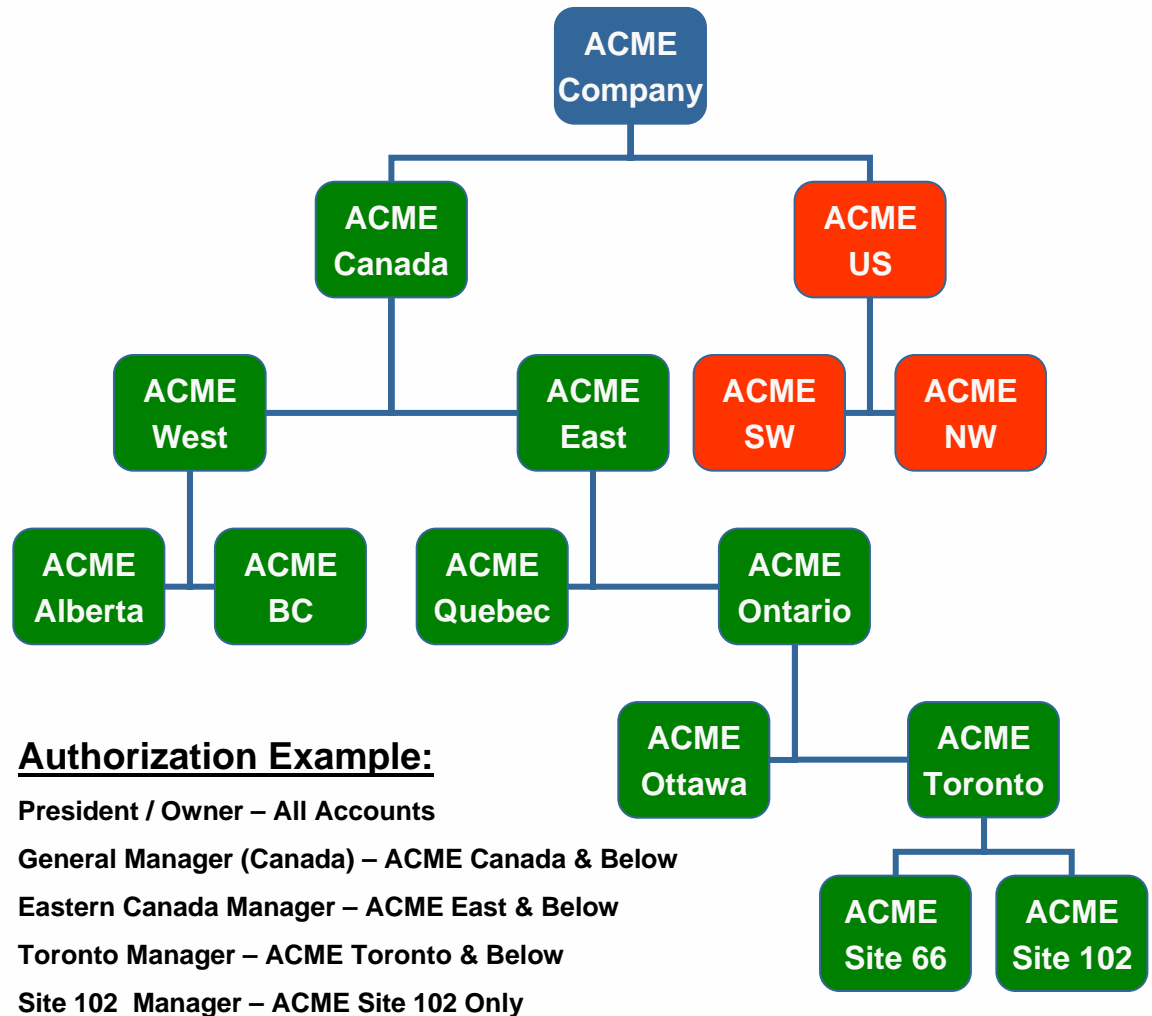 ACME
Company
ACME
Canada
ACME
US
ACME
West
ACME
East
ACME
SW
ACME
NW
ACME
Alberta
ACME
BC
ACME
Quebec
ACME
Ontario
ACME
Ottawa
ACME
Toronto
ACME
Site 66
ACME
Site 102
Authorization Example:
President / Owner – All Accounts
General Manager (Canada) – ACME Canada & Below
Eastern Canada Manager – ACME East & Below
Toronto Manager – ACME Toronto & Below
Site 102  Manager – ACME Site 102 Only